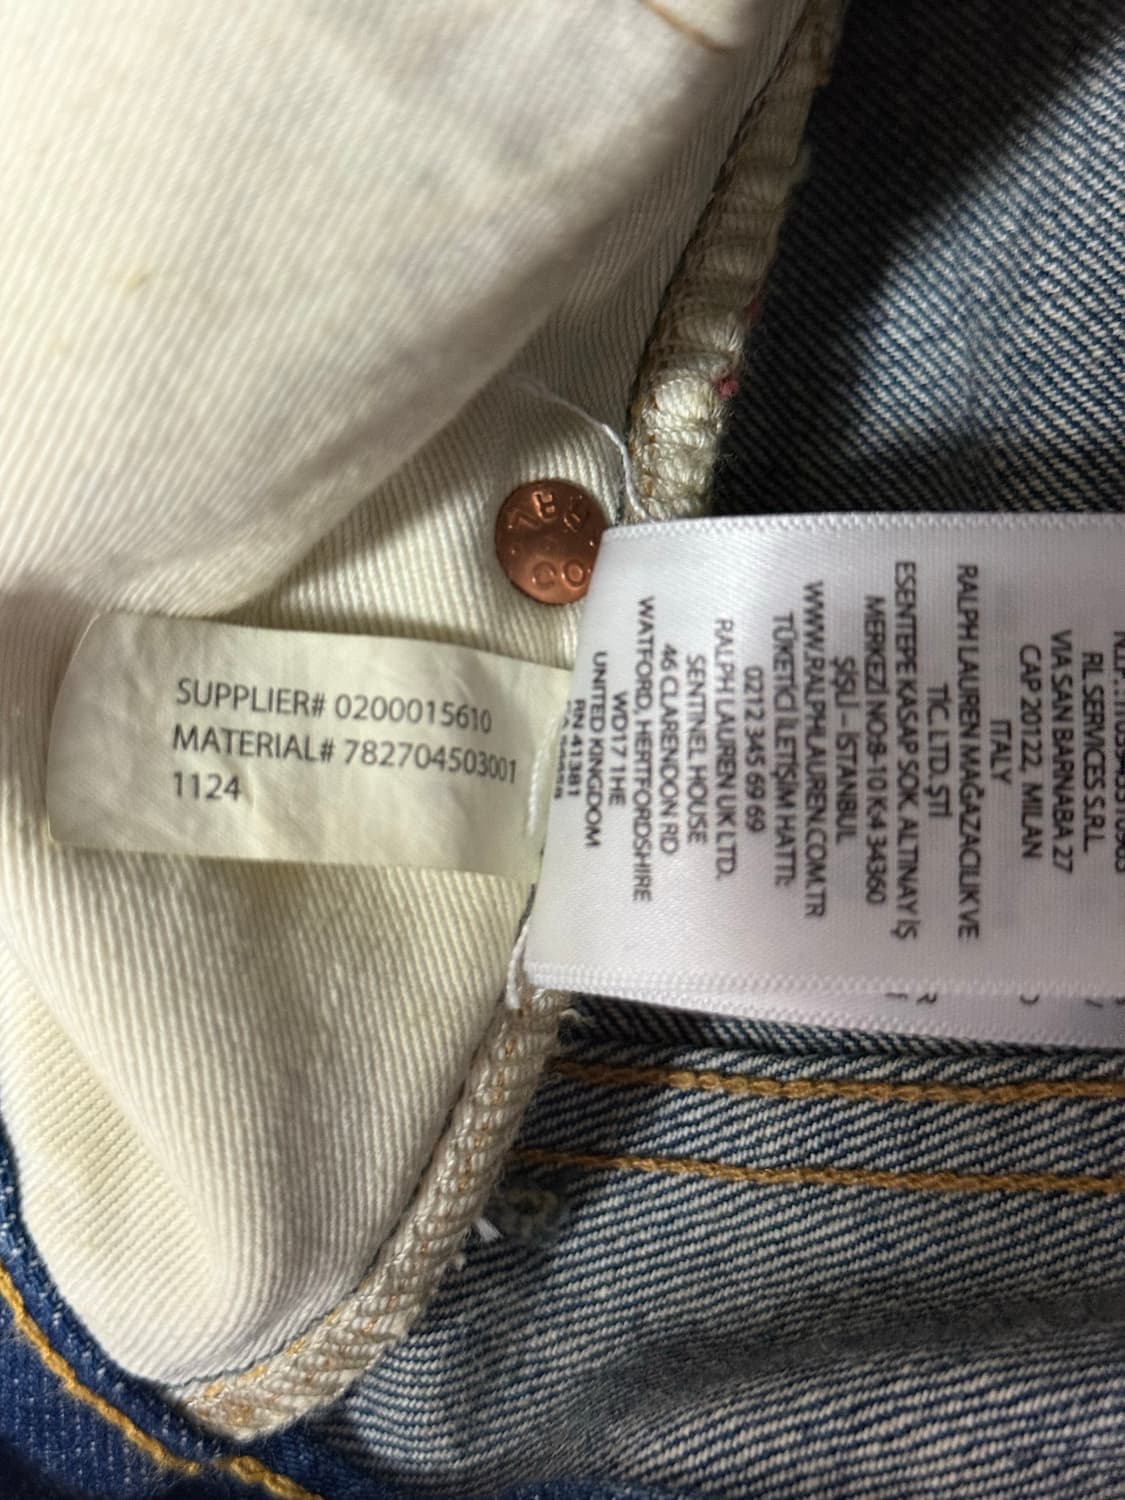 SUPPLIER# 0200015610
MATERIAL# 782704503001
1124
RL SERVICES S.R.L.
VIA SAN BARNABA 27
CAP 20122, MILAN
ITALY
RALPH LAUREN MAĞAZACILIK VE
TİC. LTD. ŞTİ
ESENTEPE KASAP SOK. ALTINAY İŞ
MERKEZİ NO:8-10 K:4 34360
ŞİŞLİ – İSTANBUL
WWW.RALPHLAUREN.COM.TR
TÜKETİCİ İLETİŞİM HATTI:
0212 345 69 69
RALPH LAUREN UK LTD.
SENTINEL HOUSE
46 CLARENDON RD
WATFORD, HERTFORDSHIRE
WD17 1HE
UNITED KINGDOM
RN 41381
CO